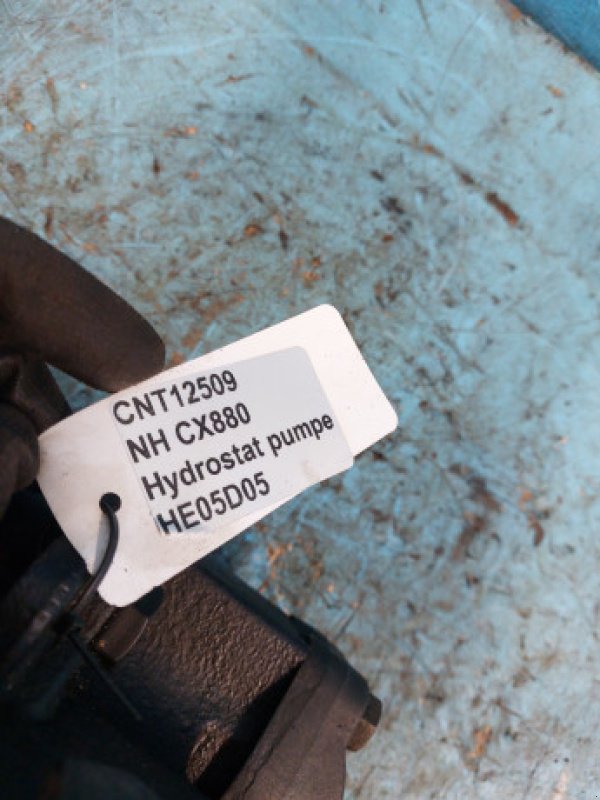 CNT12509
NH CX880
Hydrostat pumpe
HE05D05